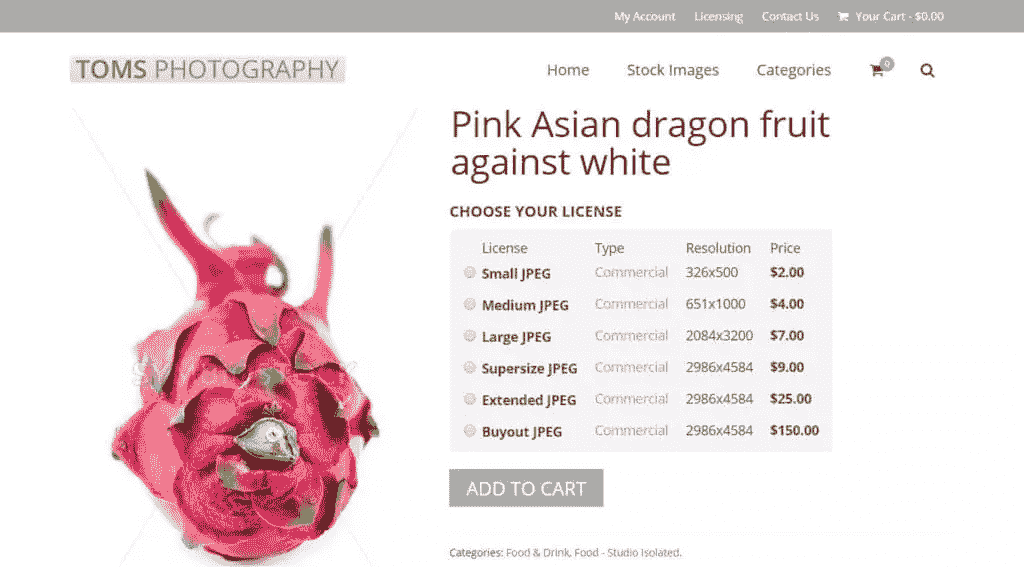 My Account Licensing Contact Us Your Cart - $0.00
TOMS PHOTOGRAPHY
Home Stock Images Categories 0
Pink Asian dragon fruit
against white
CHOOSE YOUR LICENSE
License Type Resolution Price
Small JPEG Commercial 326x500 $2.00
Medium JPEG Commercial 651x1000 $4.00
Large JPEG Commercial 2084x3200 $7.00
Supersize JPEG Commercial 2986x4584 $9.00
Extended JPEG Commercial 2986x4584 $25.00
Buyout JPEG Commercial 2986x4584 $150.00
ADD TO CART
Categories: Food & Drink, Food - Studio Isolated.